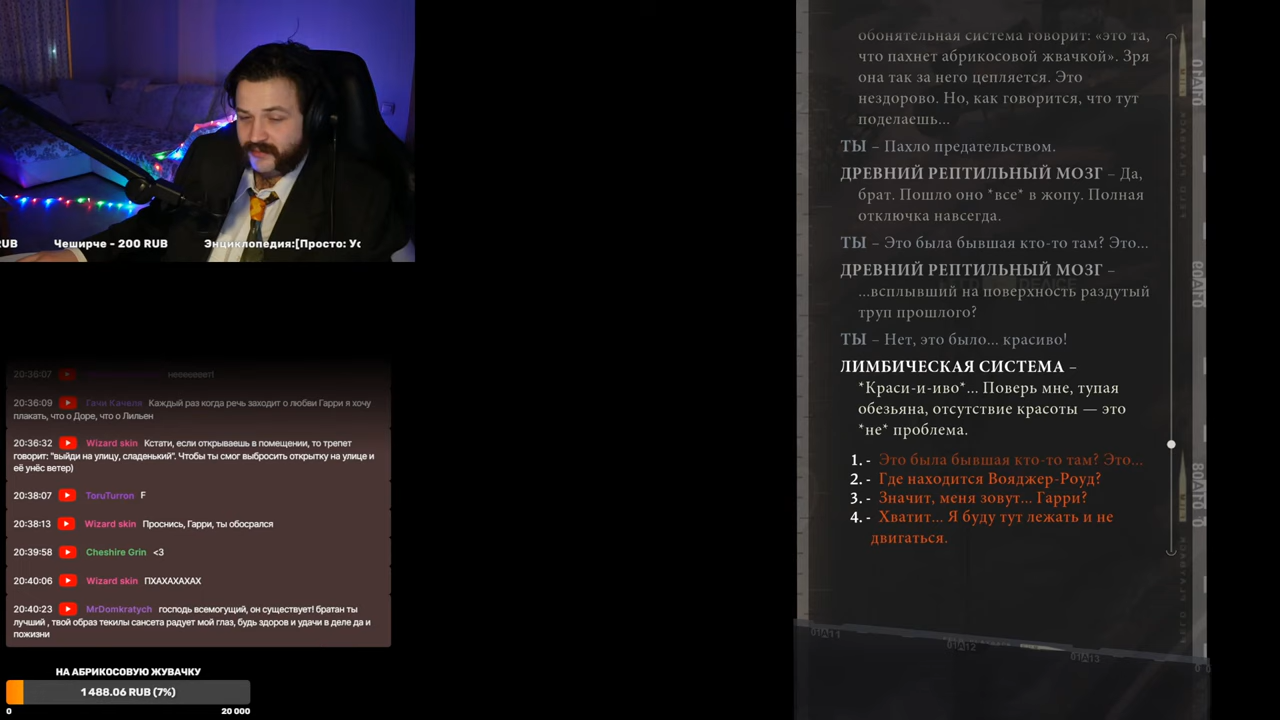 UB
Чеширче - 200 RUB
Энциклопедия:[Просто: Ус
20:36:07 нееееееет!
20:36:09 Гачи Качеля Каждый раз когда речь заходит о любви Гарри я хочу
плакать, что о Доре, что о Лильен
20:36:32 Wizard skin Кстати, если открываешь в помещении, то трепет
говорит: "выйди на улицу, сладенький". Чтобы ты смог выбросить открытку на улице и
её унёс ветер)
20:38:07 ToruTurron F
20:38:13 Wizard skin Проснись, Гарри, ты обосрался
20:39:58 Cheshire Grin <3
20:40:06 Wizard skin ПХАХАХАХАХ
20:40:23 MrDomkratych господь всемогущий, он существует! братан ты
лучший , твой образ текилы сансета радует мой глаз, будь здоров и удачи в деле да и
пожизни
НА АБРИКОСОВУЮ ЖУВАЧКУ
1 488.06 RUB (7%)
0
20 000
обонятельная система говорит: «это та,
что пахнет абрикосовой жвачкой». Зря
она так за него цепляется. Это
нездорово. Но, как говорится, что тут
поделаешь...
ТЫ – Пахло предательством.
ДРЕВНИЙ РЕПТИЛЬНЫЙ МОЗГ – Да,
брат. Пошло оно *все* в жопу. Полная
отключка навсегда.
ТЫ – Это была бывшая кто-то там? Это...
ДРЕВНИЙ РЕПТИЛЬНЫЙ МОЗГ –
...всплывший на поверхность раздутый
труп прошлого?
ТЫ – Нет, это было... красиво!
ЛИМБИЧЕСКАЯ СИСТЕМА –
*Краси-и-иво*... Поверь мне, тупая
обезьяна, отсутствие красоты — это
*не* проблема.
1. - Это была бывшая кто-то там? Это...
2. - Где находится Вояджер-Роуд?
3. - Значит, меня зовут... Гарри?
4. - Хватит... Я буду тут лежать и не
двигаться.
01A11
01A12
01A13